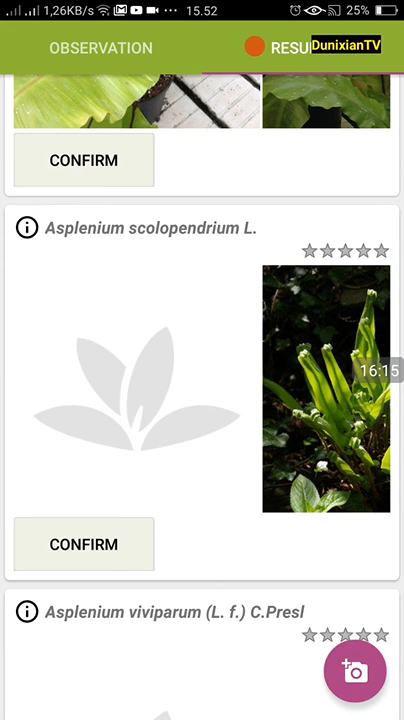 1,26KB/s ... 15.52 25%
OBSERVATION
RESU
DunixianTV
CONFIRM
Asplenium scolopendrium L.
16:15
CONFIRM
Asplenium viviparum (L. f.) C.Presl